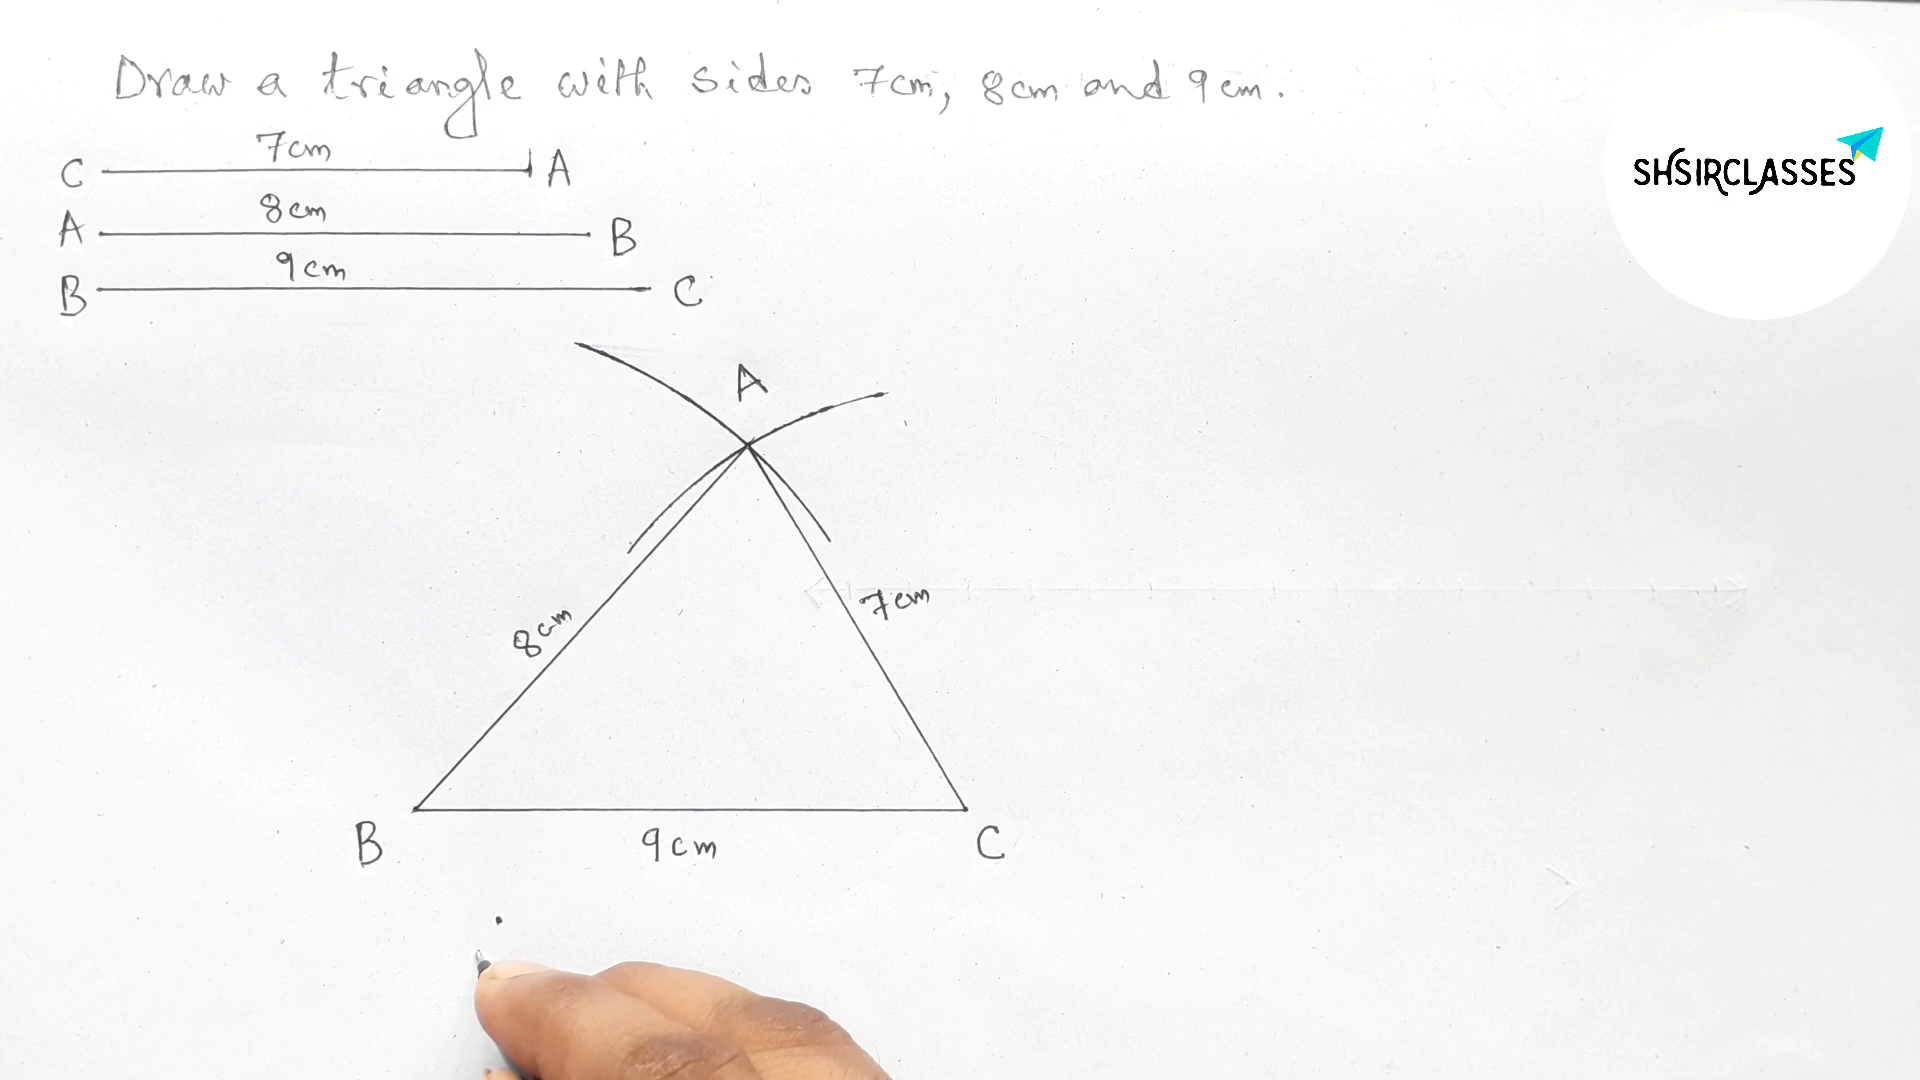 Draw a triangle with sides 7cm, 8cm and 9cm.
SHSIRCLASSES
C 7cm A
A 8cm B
B 9cm C
A
8cm
7cm
B 9cm C